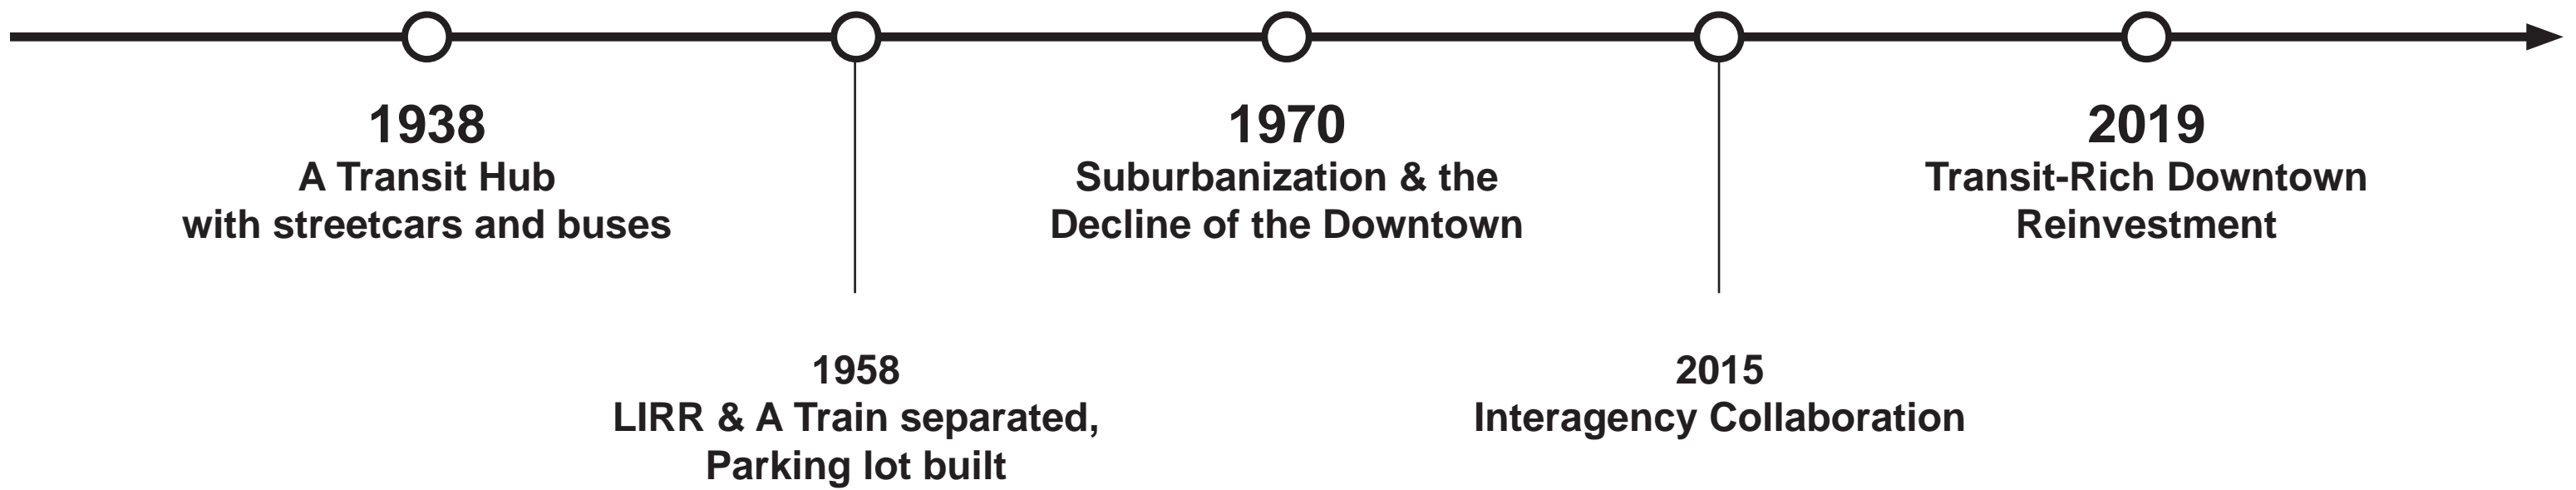 1938
A Transit Hub
with streetcars and buses
1958
LIRR & A Train separated,
Parking lot built
1970
Suburbanization & the
Decline of the Downtown
2015
Interagency Collaboration
2019
Transit-Rich Downtown
Reinvestment